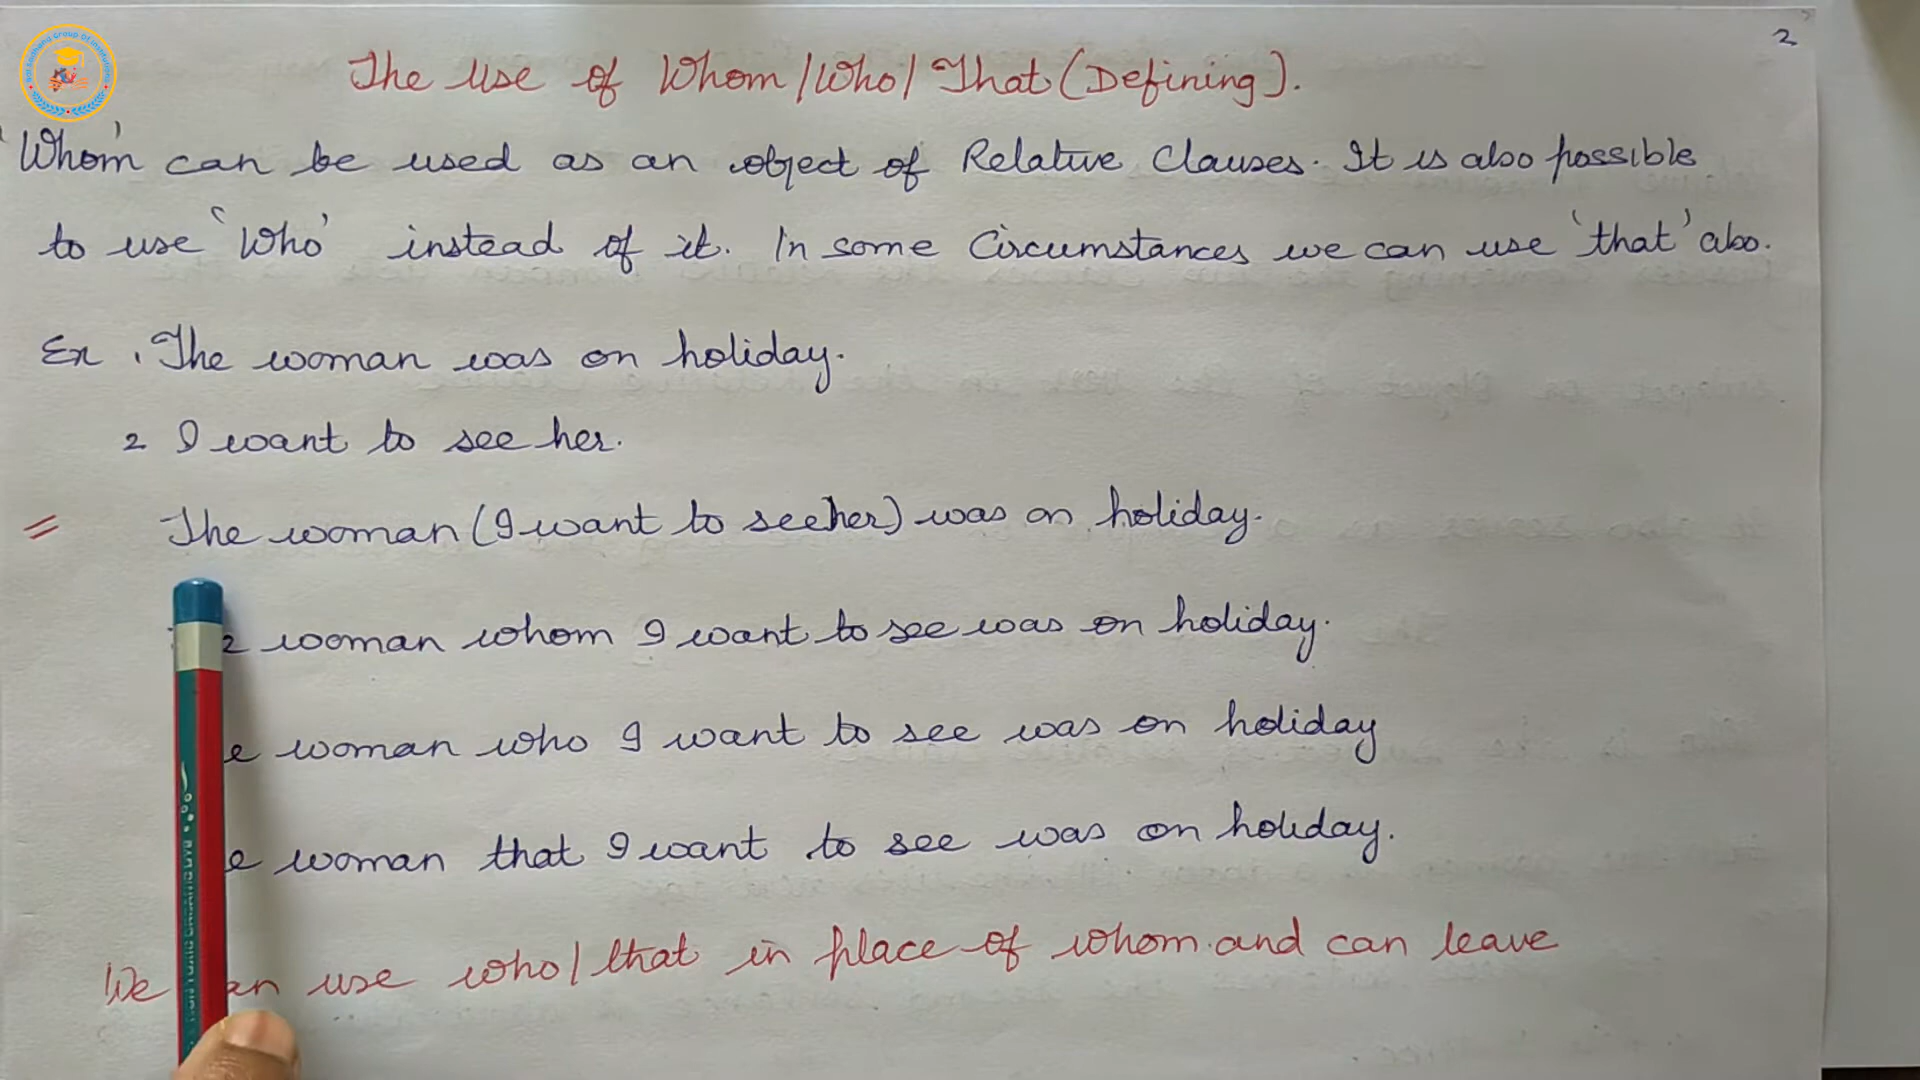 2
The Use of Whom/Who/That (Defining).
'Whom' can be used as an object of Relative Clauses. It is also possible
to use 'Who' instead of it. In some Circumstances we can use 'that' also.
Ex 1 The woman was on holiday.
2 I want to see her.
= The woman (I want to see her) was on holiday.
woman whom I want to see was on holiday.
woman who I want to see was on holiday
woman that I want to see was on holiday.
We use who/that in place of whom. and can leave